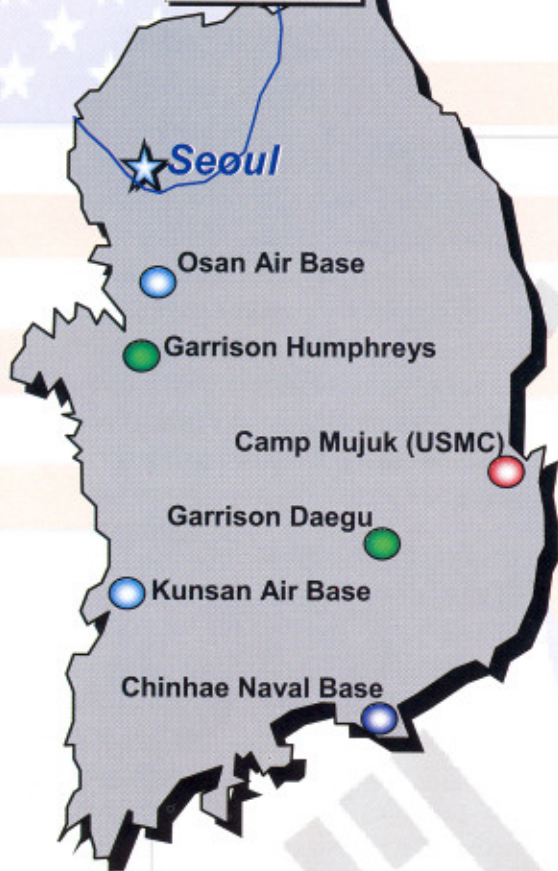 Seoul
Osan Air Base
Garrison Humphreys
Camp Mujuk (USMC)
Garrison Daegu
Kunsan Air Base
Chinhae Naval Base